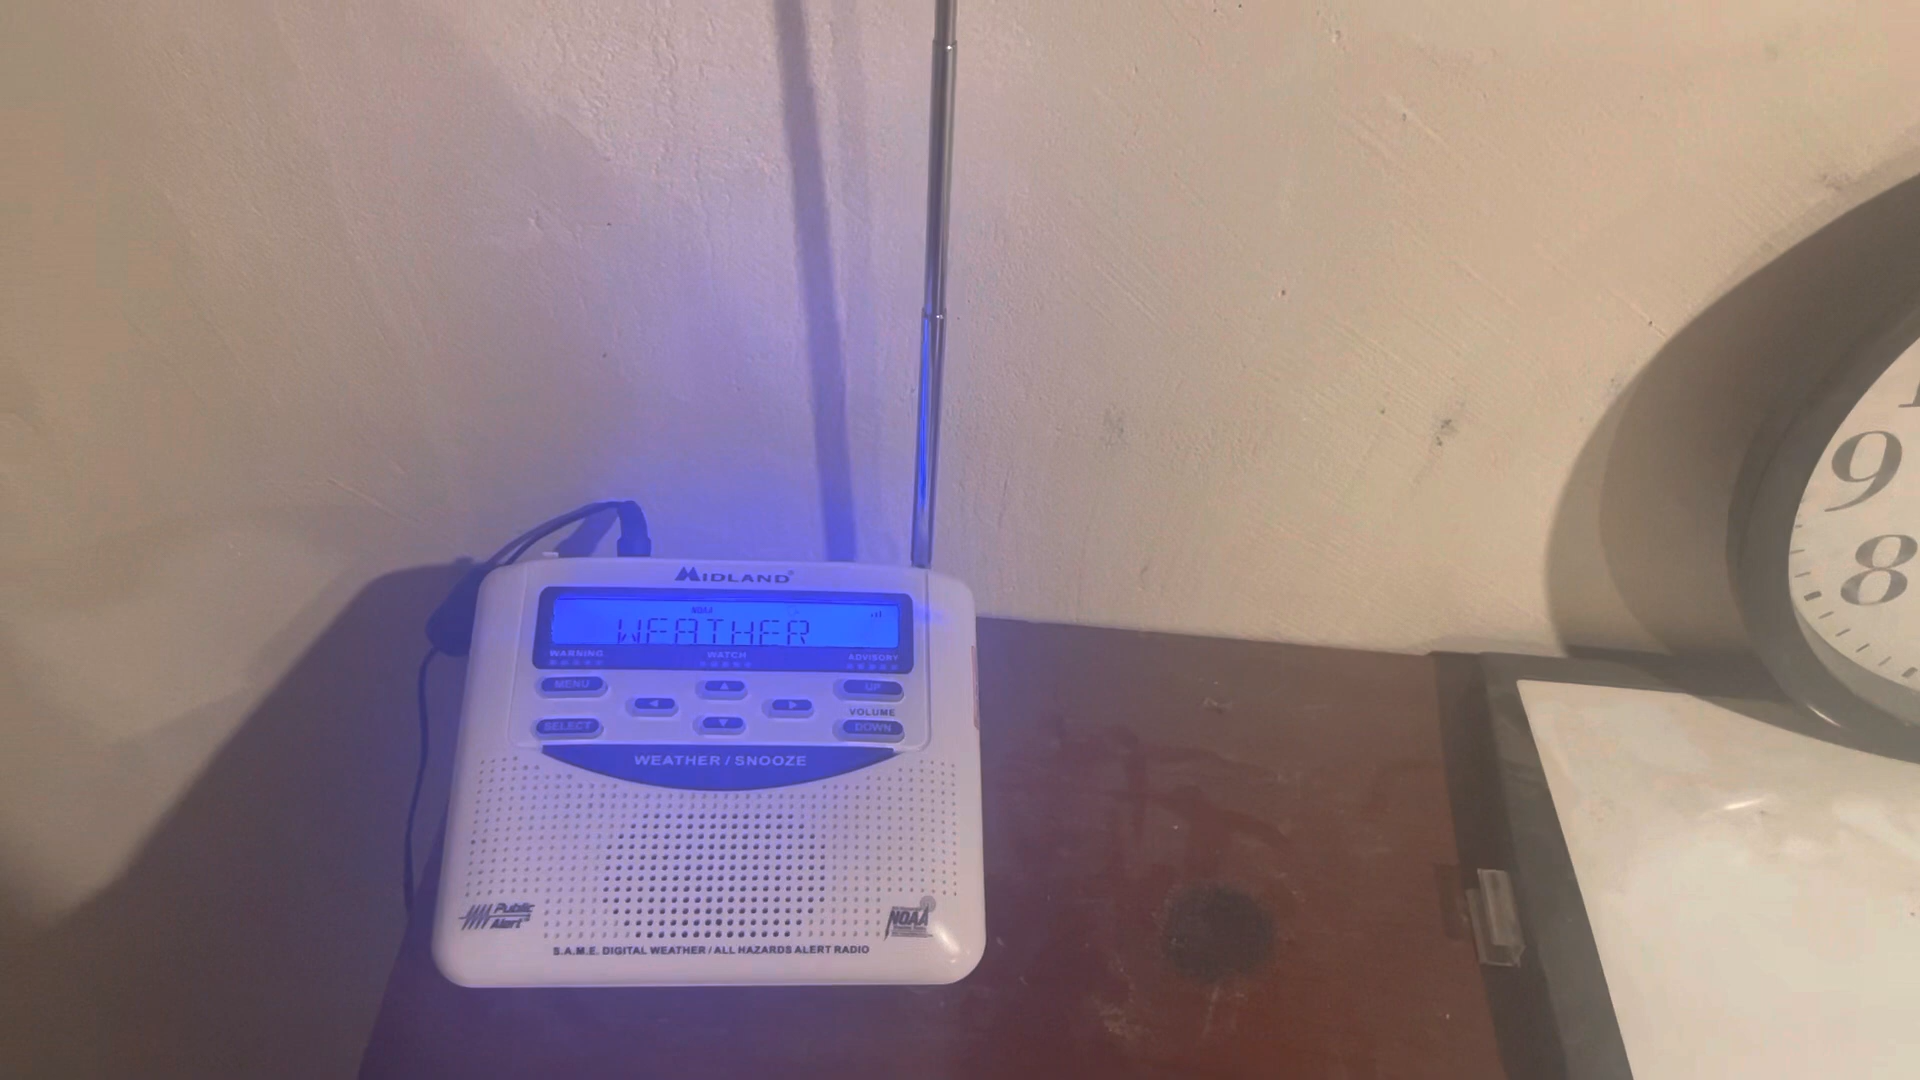 MIDLAND®
NOAA
WEATHER
WARNING WATCH ADVISORY
MENU UP
VOLUME
SELECT DOWN
WEATHER / SNOOZE
Public
Alert™
NOAA
S.A.M.E. DIGITAL WEATHER / ALL HAZARDS ALERT RADIO
9
8